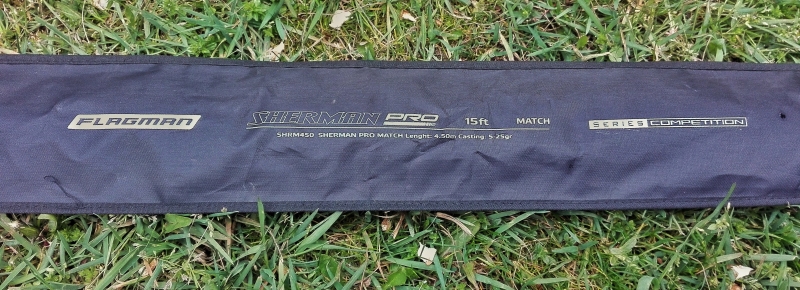 FLAGMAN
SHERMAN PRO 15ft MATCH
SHRM450 SHERMAN PRO MATCH Lenght: 4.50m Casting: 5-25gr
SERIES COMPETITION